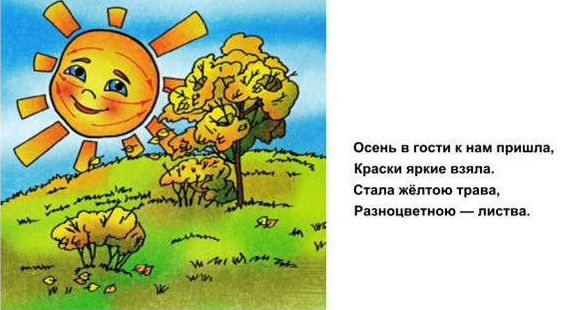 Осень в гости к нам пришла,
Краски яркие взяла.
Стала жёлтою трава,
Разноцветною — листва.